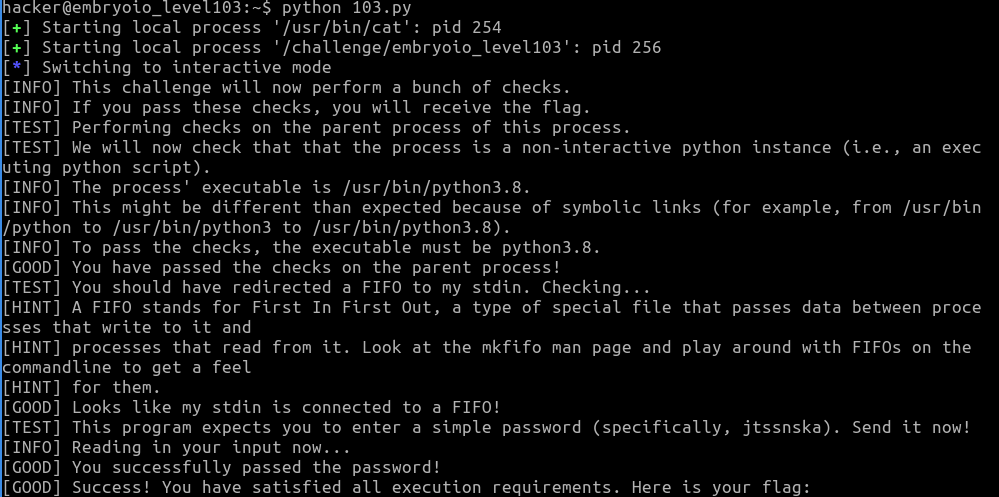 hacker@embryoio_level103:~$ python 103.py
[+] Starting local process '/usr/bin/cat': pid 254
[+] Starting local process '/challenge/embryoio_level103': pid 256
[*] Switching to interactive mode
[INFO] This challenge will now perform a bunch of checks.
[INFO] If you pass these checks, you will receive the flag.
[TEST] Performing checks on the parent process of this process.
[TEST] We will now check that that the process is a non-interactive python instance (i.e., an exec
uting python script).
[INFO] The process' executable is /usr/bin/python3.8.
[INFO] This might be different than expected because of symbolic links (for example, from /usr/bin
/python to /usr/bin/python3 to /usr/bin/python3.8).
[INFO] To pass the checks, the executable must be python3.8.
[GOOD] You have passed the checks on the parent process!
[TEST] You should have redirected a FIFO to my stdin. Checking...
[HINT] A FIFO stands for First In First Out, a type of special file that passes data between proce
sses that write to it and
[HINT] processes that read from it. Look at the mkfifo man page and play around with FIFOs on the
commandline to get a feel
[HINT] for them.
[GOOD] Looks like my stdin is connected to a FIFO!
[TEST] This program expects you to enter a simple password (specifically, jtssnska). Send it now!
[INFO] Reading in your input now...
[GOOD] You successfully passed the password!
[GOOD] Success! You have satisfied all execution requirements. Here is your flag: